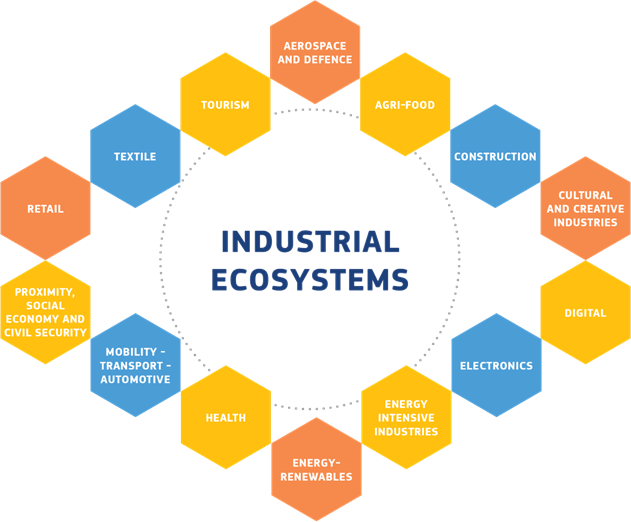 AEROSPACE
AND DEFENCE
AGRI-FOOD
CONSTRUCTION
CULTURAL
AND CREATIVE
INDUSTRIES
DIGITAL
ELECTRONICS
ENERGY
INTENSIVE
INDUSTRIES
ENERGY-
RENEWABLES
HEALTH
MOBILITY -
TRANSPORT -
AUTOMOTIVE
PROXIMITY,
SOCIAL
ECONOMY AND
CIVIL SECURITY
RETAIL
TEXTILE
TOURISM
INDUSTRIAL
ECOSYSTEMS